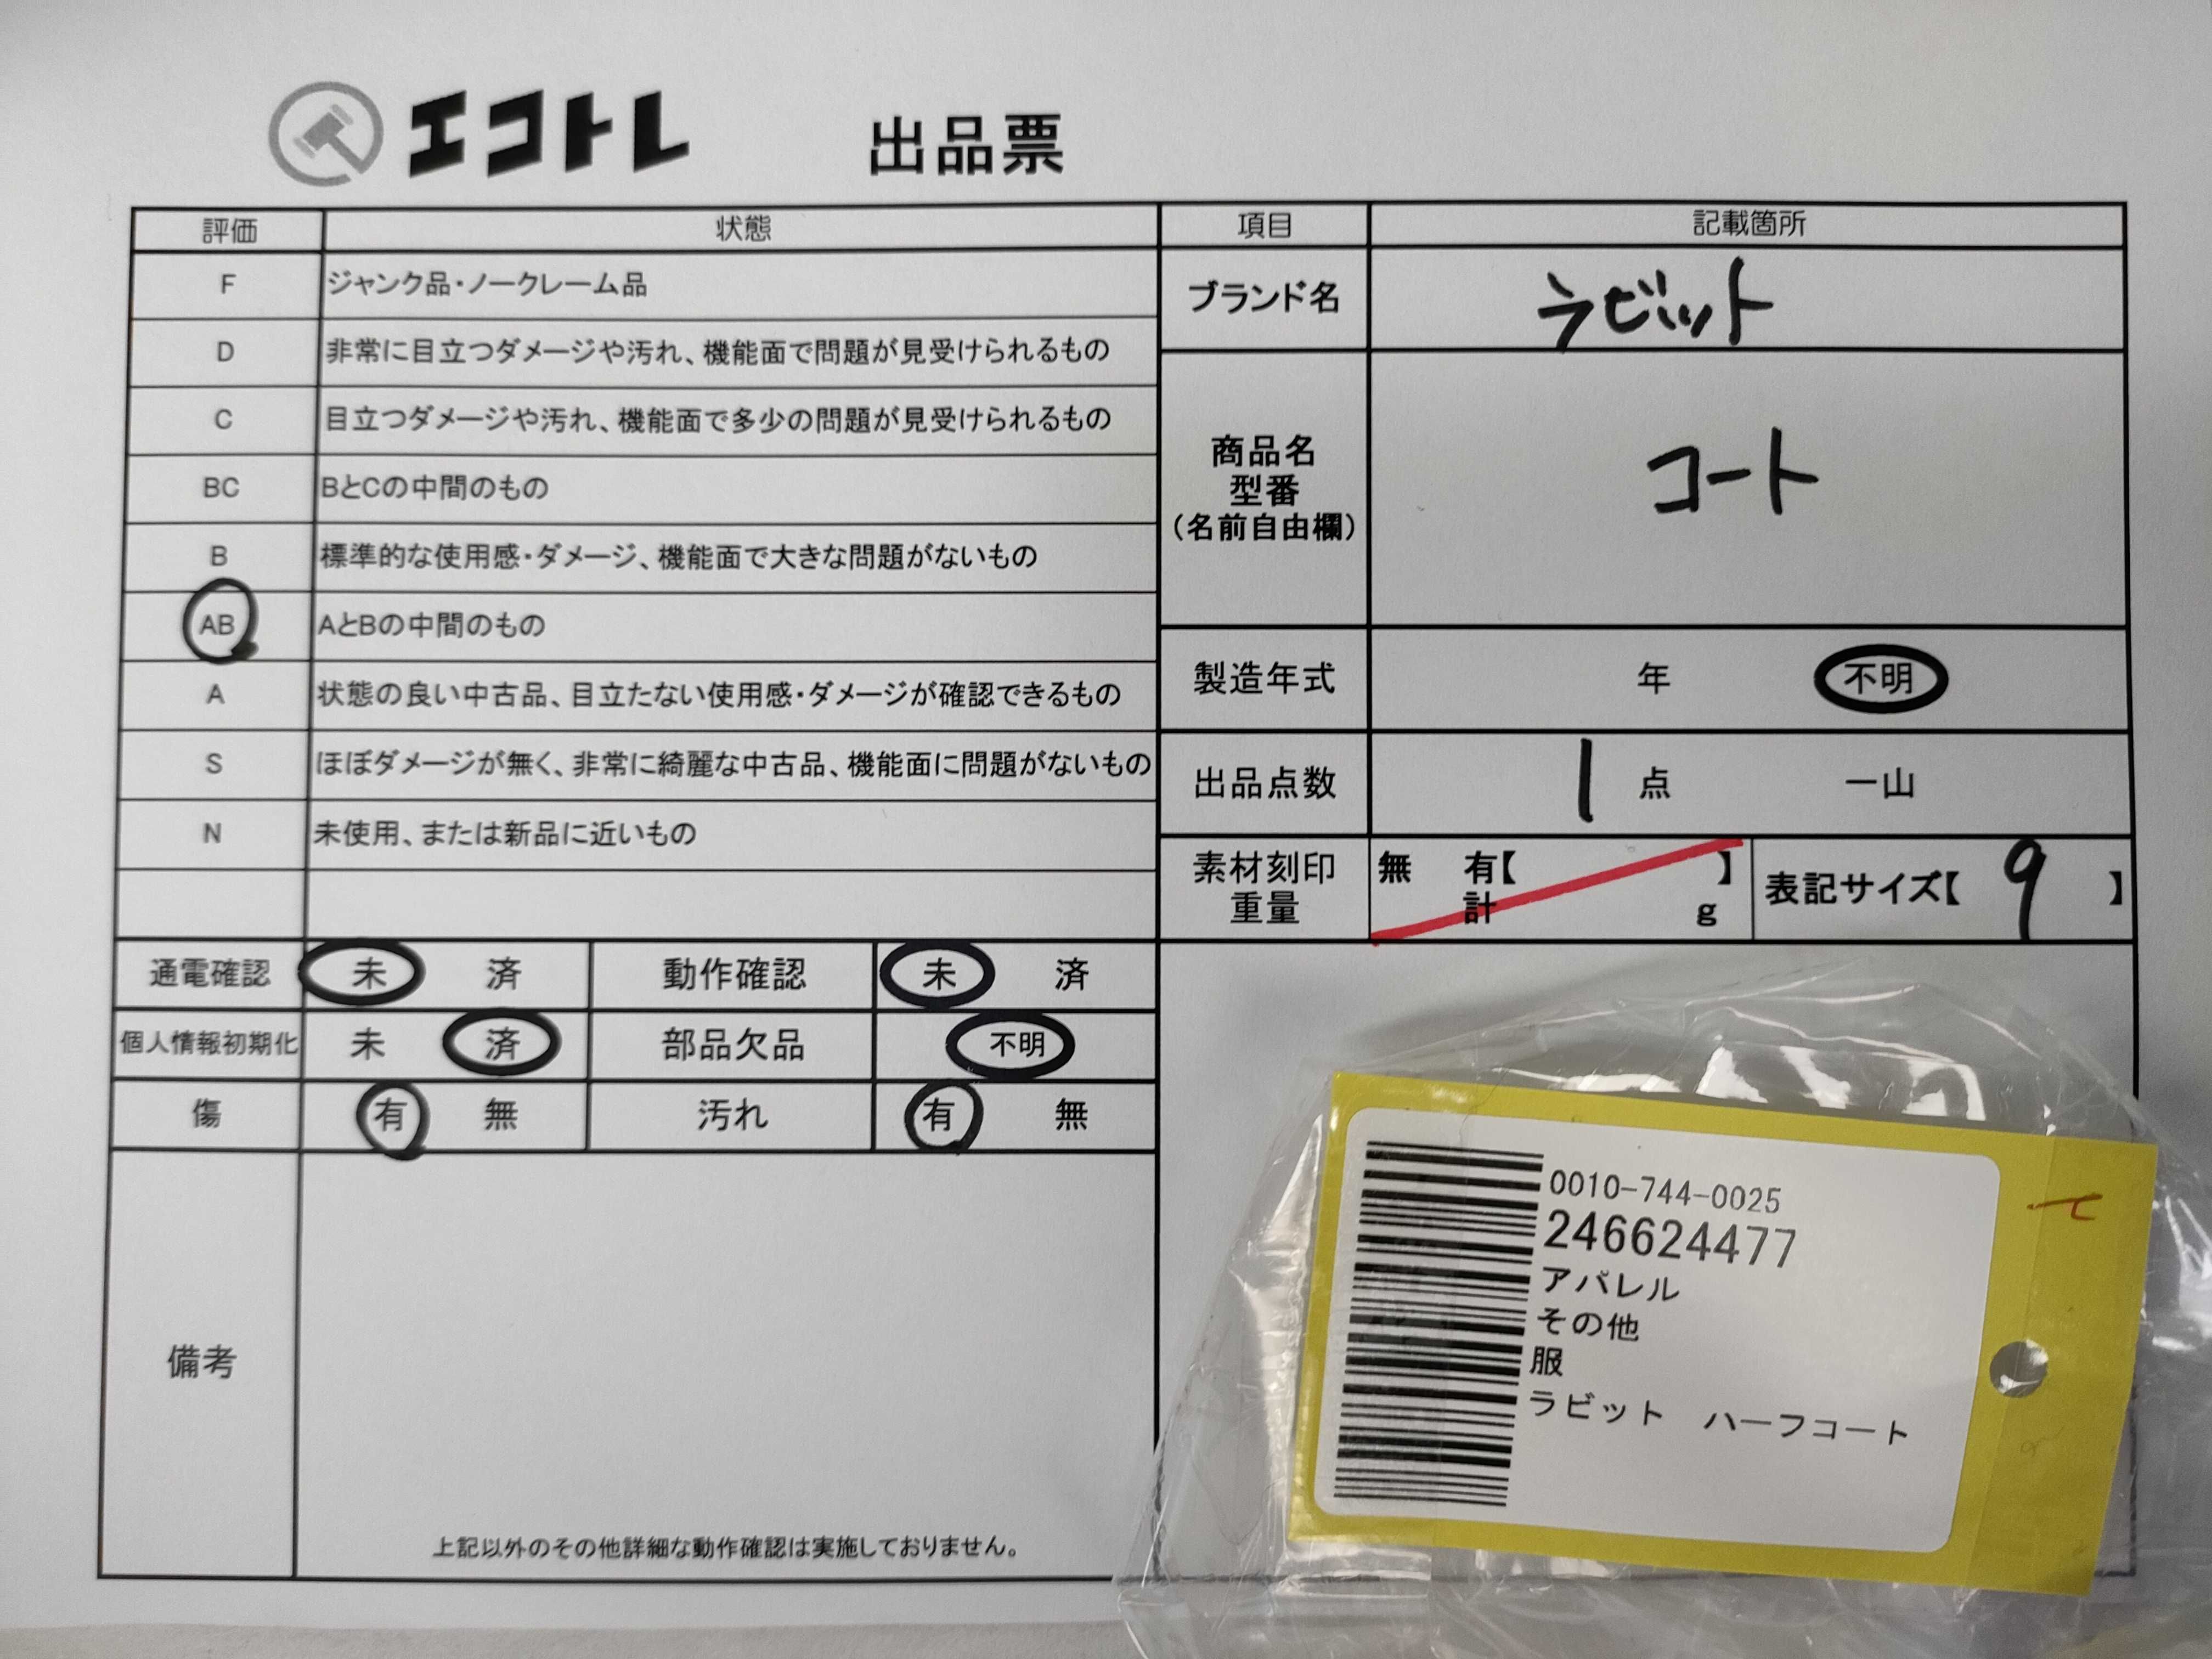 エコトレ 出品票
評価 状態
F ジャンク品・ノークレーム品
D 非常に目立つダメージや汚れ、機能面で問題が見受けられるもの
C 目立つダメージや汚れ、機能面で多少の問題が見受けられるもの
BC BとCの中間のもの
B 標準的な使用感・ダメージ、機能面で大きな問題がないもの
AB AとBの中間のもの
A 状態の良い中古品、目立たない使用感・ダメージが確認できるもの
S ほぼダメージが無く、非常に綺麗な中古品、機能面に問題がないもの
N 未使用、または新品に近いもの
項目 記載箇所
ブランド名 ラビット
商品名
型番
(名前自由欄)
コート
製造年式 年 不明
出品点数 1 点 一山
素材刻印 無 有【 】
重量 計 g
表記サイズ【 9 】
通電確認 未 済 動作確認 未 済
個人情報初期化 未 済 部品欠品 不明
傷 有 無 汚れ 有 無
備考
上記以外のその他詳細な動作確認は実施しておりません。
0010-744-0025
246624477
アパレル
その他
服
ラビット ハーフコート